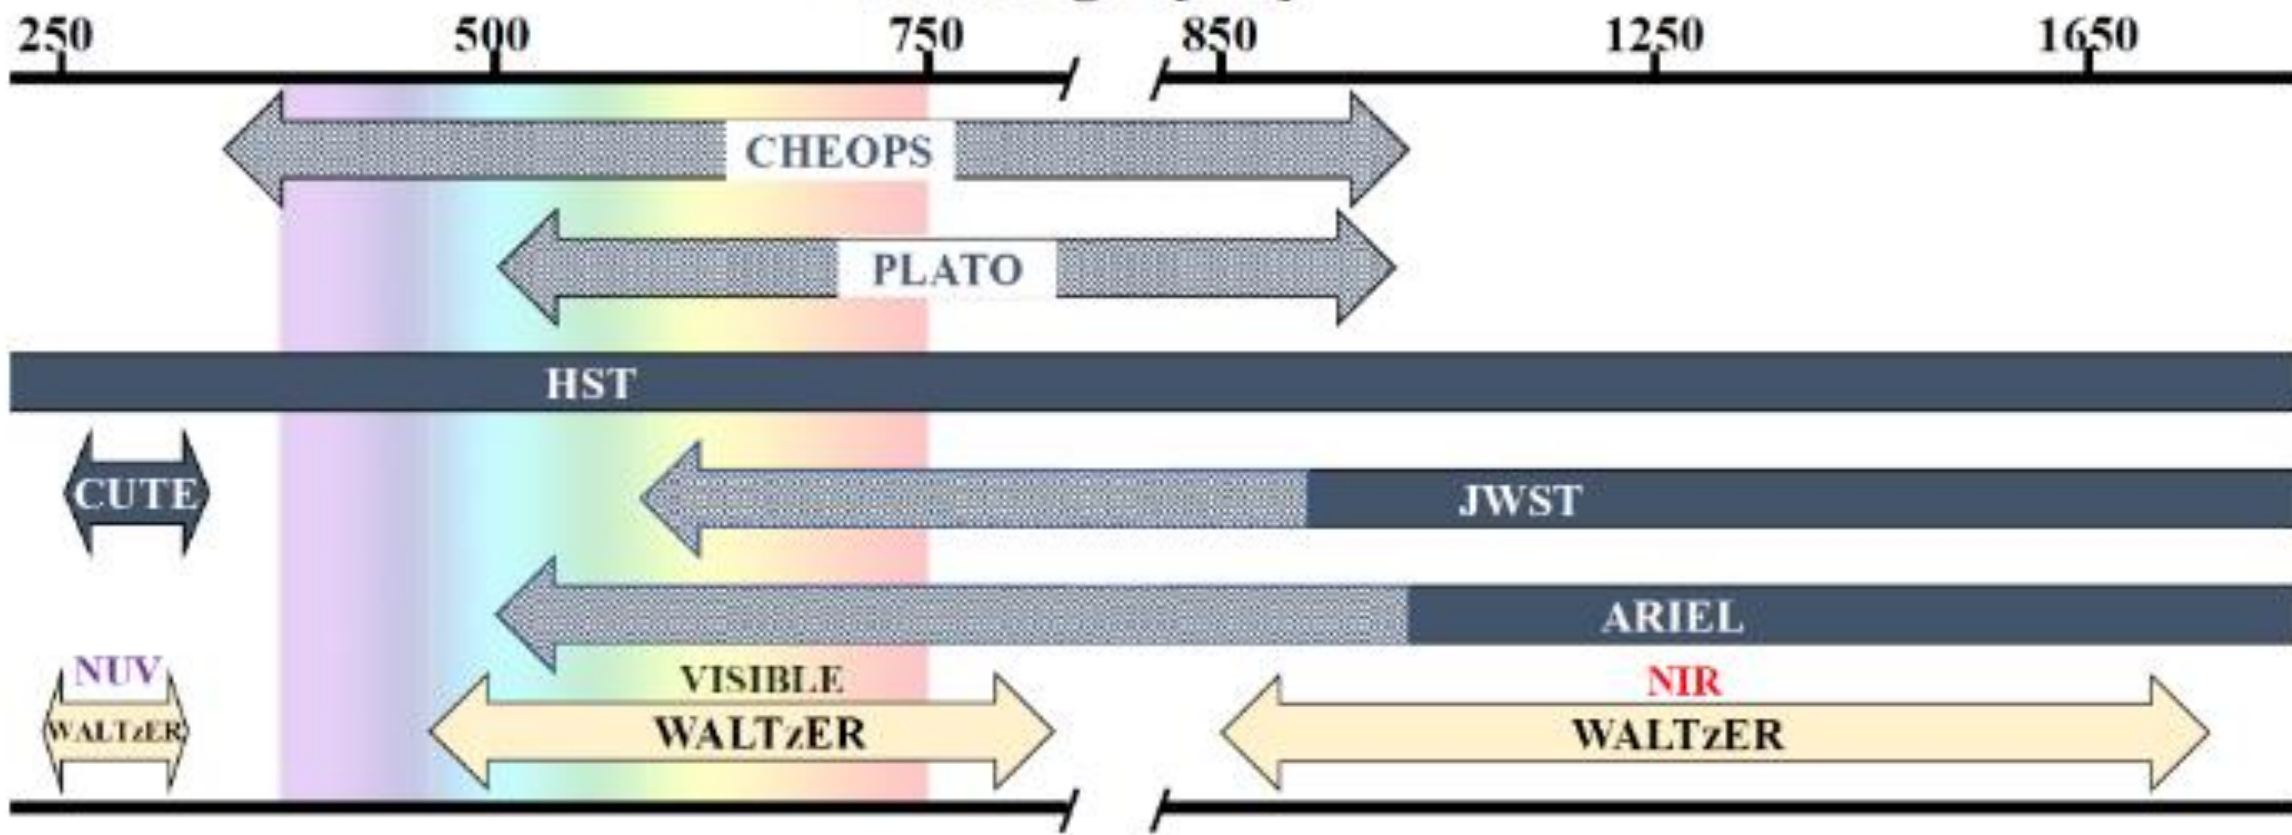 250 500 750 850 1250 1650
CHEOPS
PLATO
HST
CUTE JWST
ARIEL
NUV VISIBLE NIR
WALTzER WALTzER WALTzER